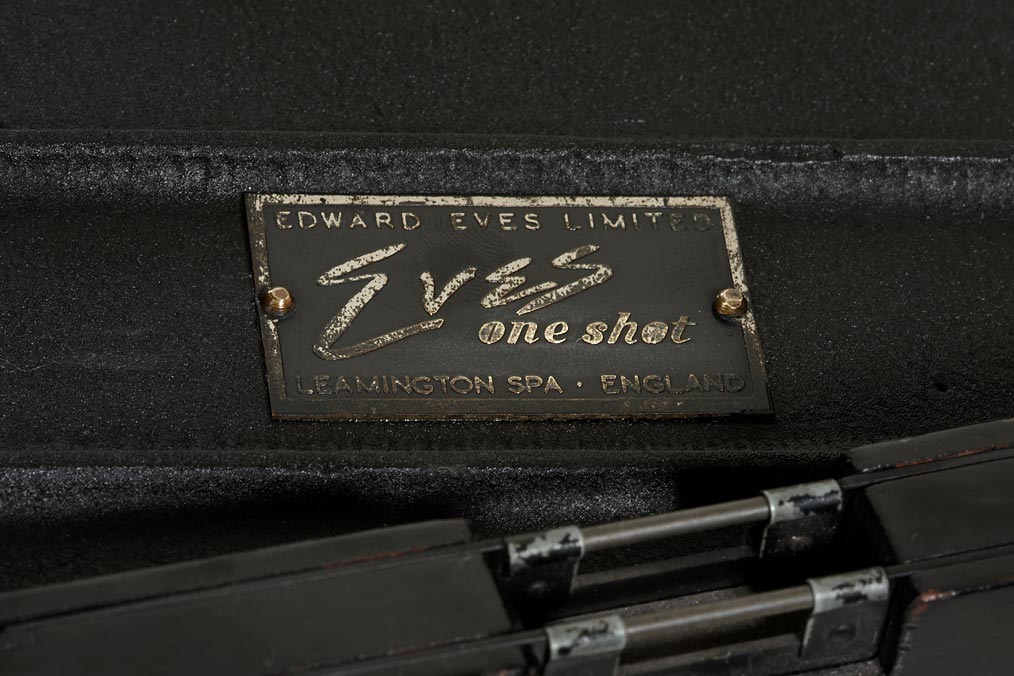 EDWARD EVES LIMITED
Eves
one shot
LEAMINGTON SPA · ENGLAND